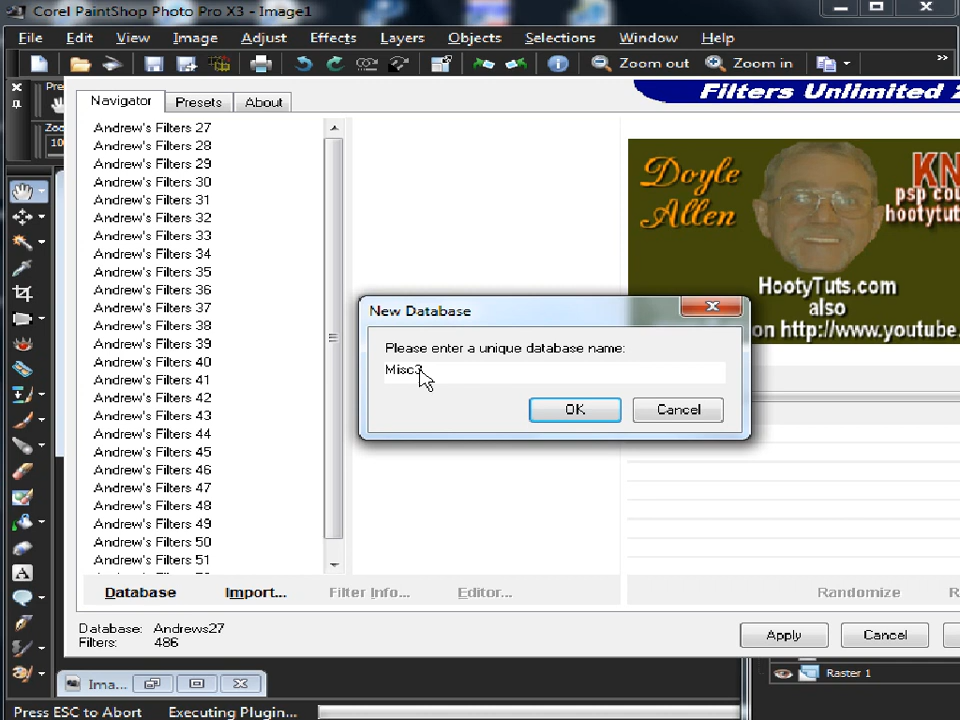 Corel PaintShop Photo Pro X3 - Image1
File Edit View Image Adjust Effects Layers Objects Selections Window Help
Zoom out Zoom in
Navigator Presets About
Filters Unlimited
Andrew's Filters 27
Andrew's Filters 28
Andrew's Filters 29
Andrew's Filters 30
Andrew's Filters 31
Andrew's Filters 32
Andrew's Filters 33
Andrew's Filters 34
Andrew's Filters 35
Andrew's Filters 36
Andrew's Filters 37
Andrew's Filters 38
Andrew's Filters 39
Andrew's Filters 40
Andrew's Filters 41
Andrew's Filters 42
Andrew's Filters 43
Andrew's Filters 44
Andrew's Filters 45
Andrew's Filters 46
Andrew's Filters 47
Andrew's Filters 48
Andrew's Filters 49
Andrew's Filters 50
Andrew's Filters 51
Doyle
Allen
KN
psp cou
hootytut
HootyTuts.com
also
on http://www.youtube.
New Database
Please enter a unique database name:
Misc3
OK Cancel
Database Import... Filter Info... Editor... Randomize
Database: Andrews27
Filters: 486
Apply Cancel
Ima...
Raster 1
Press ESC to Abort Executing Plugin...